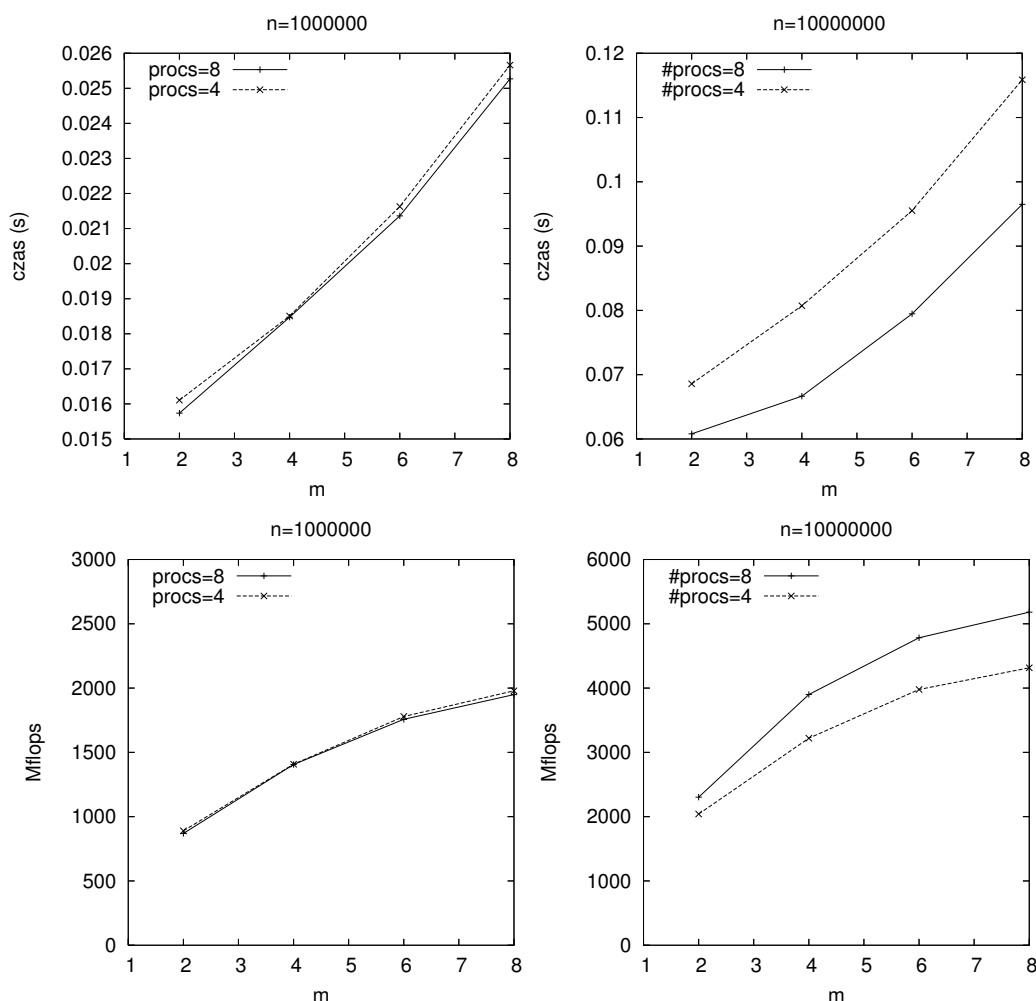 n=1000000
procs=8
procs=4
0.026
0.025
0.024
0.023
0.022
0.021
0.02
0.019
0.018
0.017
0.016
0.015
czas (s)
1 2 3 4 5 6 7 8
m
n=10000000
#procs=8
#procs=4
0.12
0.11
0.1
0.09
0.08
0.07
0.06
czas (s)
1 2 3 4 5 6 7 8
m
n=1000000
procs=8
procs=4
3000
2500
2000
1500
1000
500
0
Mflops
1 2 3 4 5 6 7 8
m
n=10000000
#procs=8
#procs=4
6000
5000
4000
3000
2000
1000
0
Mflops
1 2 3 4 5 6 7 8
m